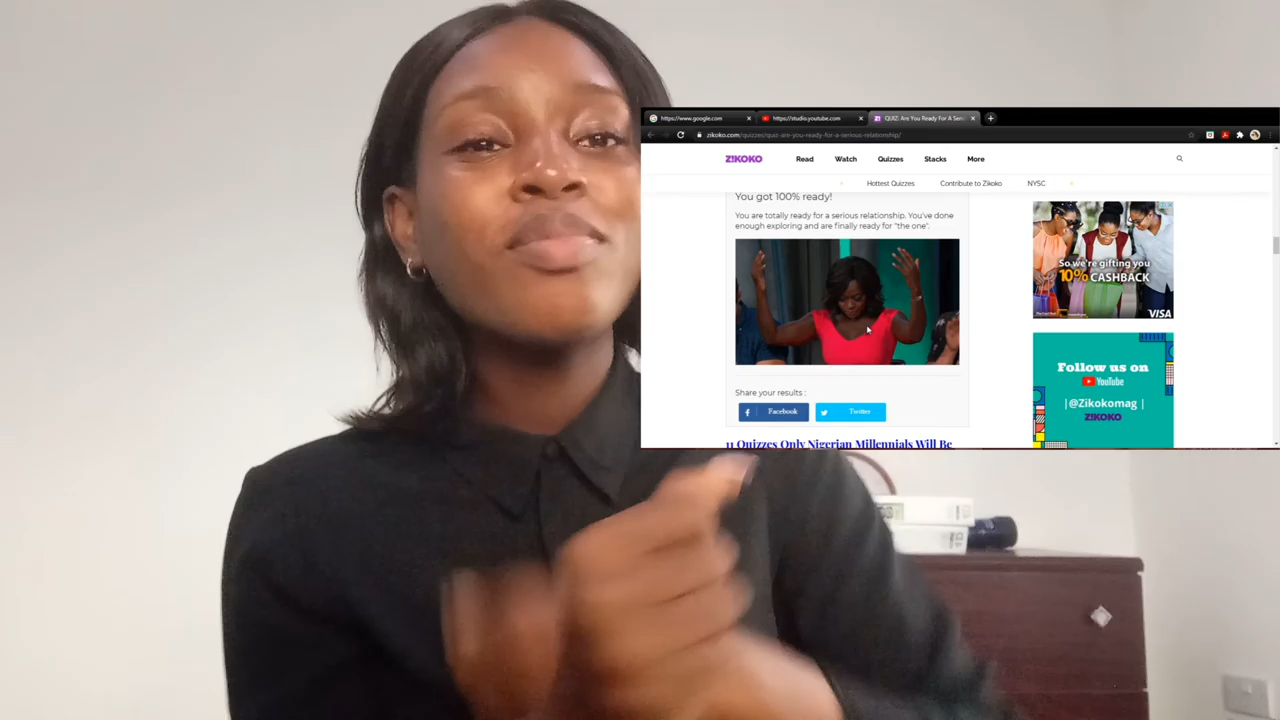 https://www.google.com
https://studio.youtube.com
QUIZ: Are You Ready For A Seri
zikoko.com/quizzes/quiz-are-you-ready-for-a-serious-relationship/
Z!KOKO
Read
Watch
Quizzes
Stacks
More
Hottest Quizzes
Contribute to Zikoko
NYSC
You got 100% ready!
You are totally ready for a serious relationship. You've done
enough exploring and are finally ready for "the one".
Share your results :
Facebook
Twitter
11 Quizzes Only Nigerian Millennials Will Be
So we're gifting you
10% CASHBACK
VISA
Follow us on
YouTube
|@Zikokomag |
Z!KOKO